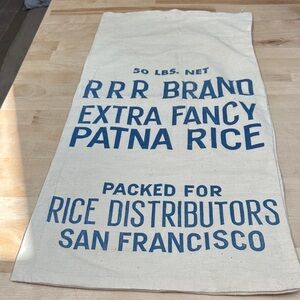 50 LBS. NET
RRR BRAND
EXTRA FANCY
PATNA RICE
PACKED FOR
RICE DISTRIBUTORS
SAN FRANCISCO